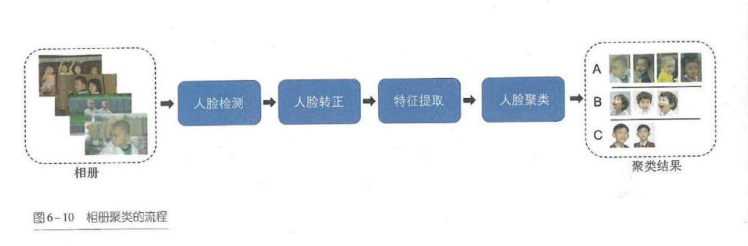 人脸检测
人脸转正
特征提取
人脸聚类
A
B
C
相册
聚类结果
图6-10 相册聚类的流程